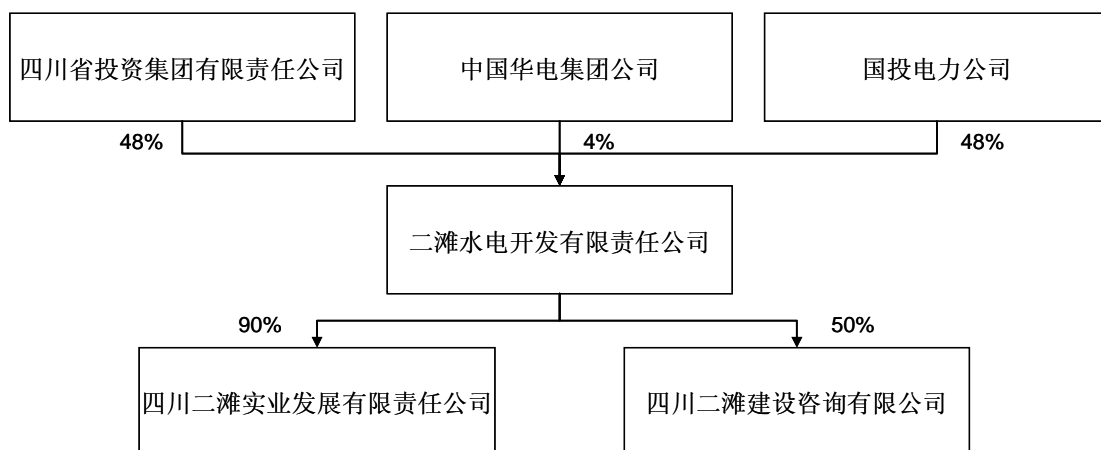 四川省投资集团有限责任公司
中国华电集团公司
国投电力公司
48%
4%
48%
二滩水电开发有限责任公司
90%
50%
四川二滩实业发展有限责任公司
四川二滩建设咨询有限公司